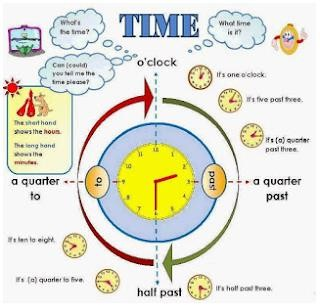 TIME
What's
the time?
What time
is it?
Can (could)
you tell me the
time please?
o'clock
It's one o'clock.
It's five past three.
It's (a) quarter
past three.
The short hand
shows the hours.
The long hand
shows the
minutes.
a quarter
to
to
past
a quarter
past
It's ten to eight.
It's (a) quarter to five.
half past
It's half past three.